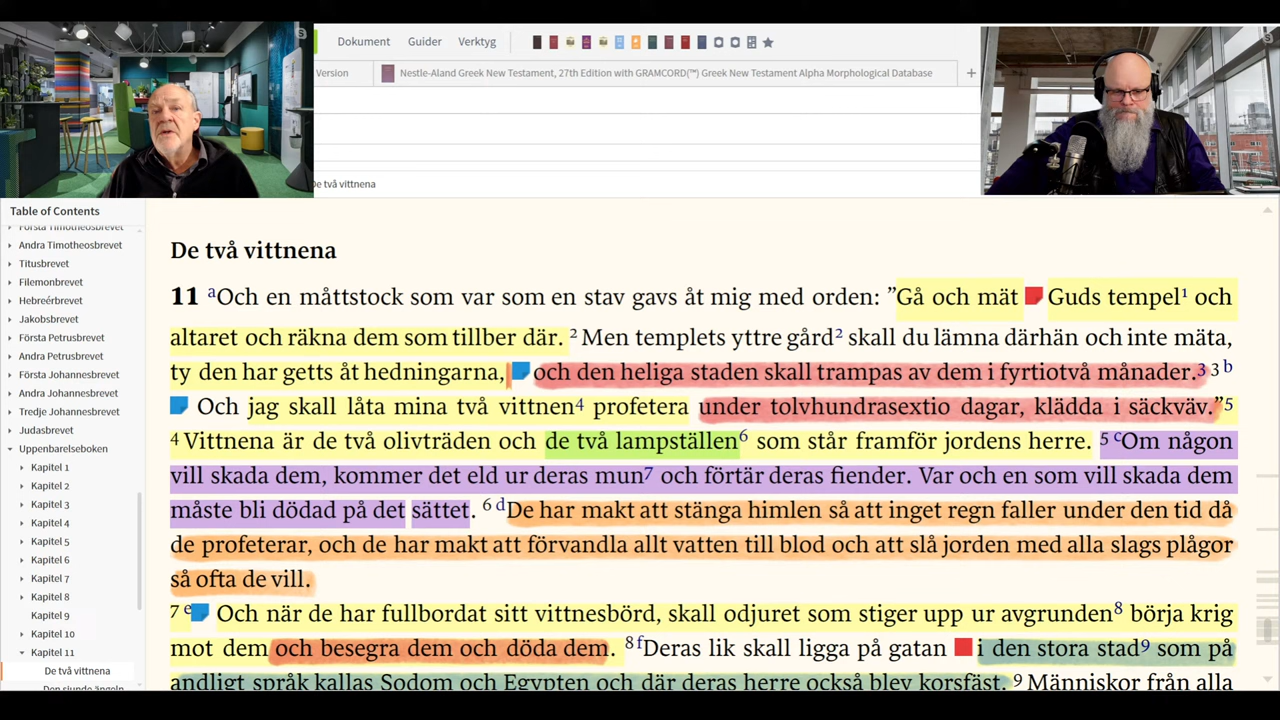 Dokument Guider Verktyg
Version Nestle-Aland Greek New Testament, 27th Edition with GRAMCORD(™) Greek New Testament Alpha Morphological Database +
De två vittnena
Table of Contents
Första Timotheosbrevet
Andra Timotheosbrevet
Titusbrevet
Filemonbrevet
Hebreérbrevet
Jakobsbrevet
Första Petrusbrevet
Andra Petrusbrevet
Första Johannesbrevet
Andra Johannesbrevet
Tredje Johannesbrevet
Judasbrevet
Uppenbarelseboken
Kapitel 1
Kapitel 2
Kapitel 3
Kapitel 4
Kapitel 5
Kapitel 6
Kapitel 7
Kapitel 8
Kapitel 9
Kapitel 10
Kapitel 11
De två vittnena
Den sjunde ängeln
De två vittnena
11 aOch en måttstock som var som en stav gavs åt mig med orden: ”Gå och mät Guds tempel1 och
altaret och räkna dem som tillber där. 2 Men templets yttre gård2 skall du lämna därhän och inte mäta,
ty den har getts åt hedningarna, och den heliga staden skall trampas av dem i fyrtiotvå månader.3 3 b
Och jag skall låta mina två vittnen4 profetera under tolvhundrasextio dagar, klädda i säckväv.”5
4 Vittnena är de två olivträden och de två lampställen6 som står framför jordens herre. 5 cOm någon
vill skada dem, kommer det eld ur deras mun7 och förtär deras fiender. Var och en som vill skada dem
måste bli dödad på det sättet. 6 dDe har makt att stänga himlen så att inget regn faller under den tid då
de profeterar, och de har makt att förvandla allt vatten till blod och att slå jorden med alla slags plågor
så ofta de vill.
7 e Och när de har fullbordat sitt vittnesbörd, skall odjuret som stiger upp ur avgrunden8 börja krig
mot dem och besegra dem och döda dem. 8 fDeras lik skall ligga på gatan i den stora stad9 som på
andligt språk kallas Sodom och Egypten och där deras herre också blev korsfäst. 9 Människor från alla